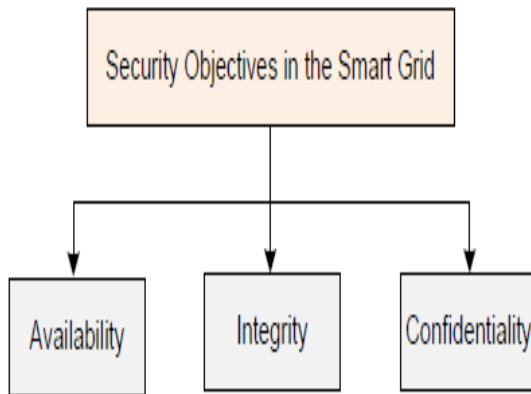 Security Objectives in the Smart Grid
Availability
Integrity
Confidentiality